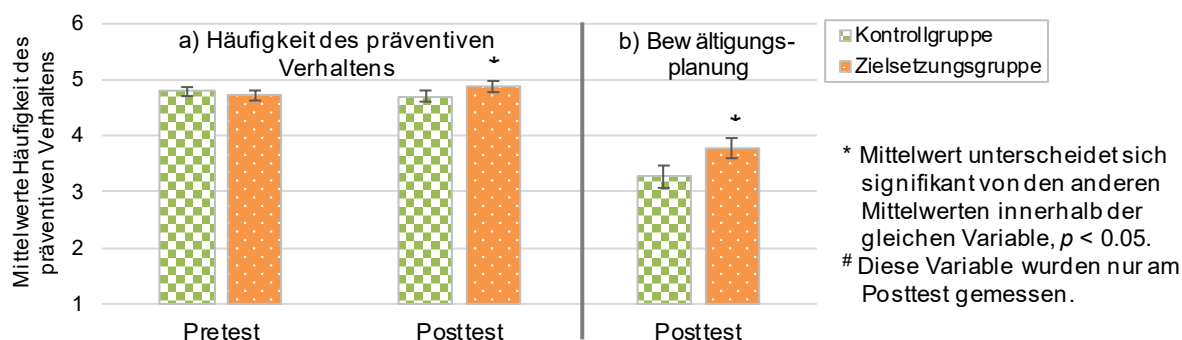 Mittelwerte Häufigkeit des
präventiven Verhaltens
6
5
4
3
2
1
a) Häufigkeit des präventiven
Verhaltens
*
Pretest
Posttest
b) Bewältigungs-
planung
*
Posttest
Kontrollgruppe
Zielsetzungsgruppe
* Mittelwert unterscheidet sich
signifikant von den anderen
Mittelwerten innerhalb der
gleichen Variable, p < 0.05.
# Diese Variable wurden nur am
Posttest gemessen.